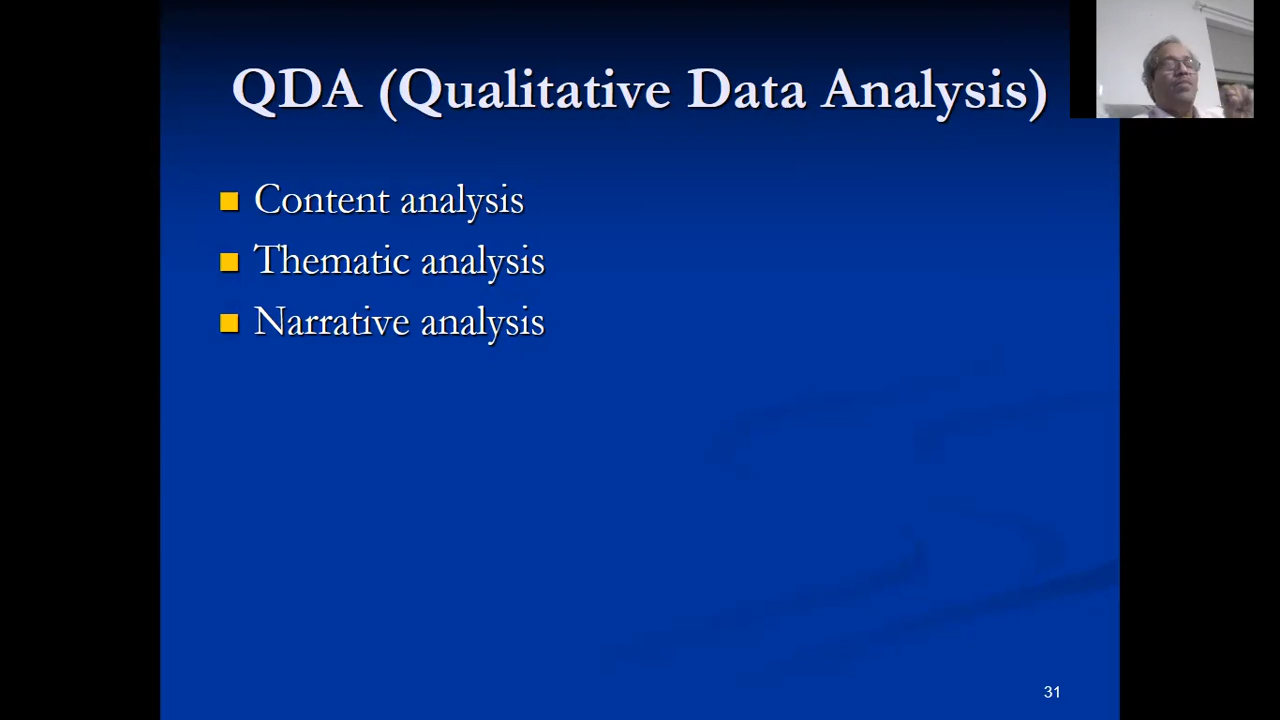 QDA (Qualitative Data Analysis)
Content analysis
Thematic analysis
Narrative analysis
31